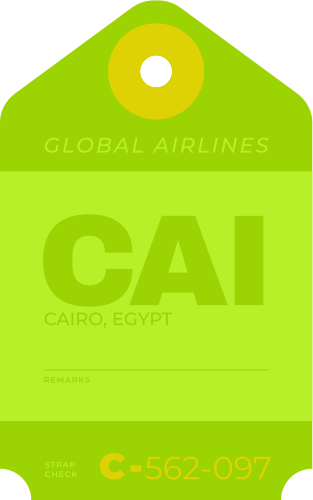 GLOBAL AIRLINES
CAI
CAIRO, EGYPT
REMARKS
STRAP
CHECK
C-562-097